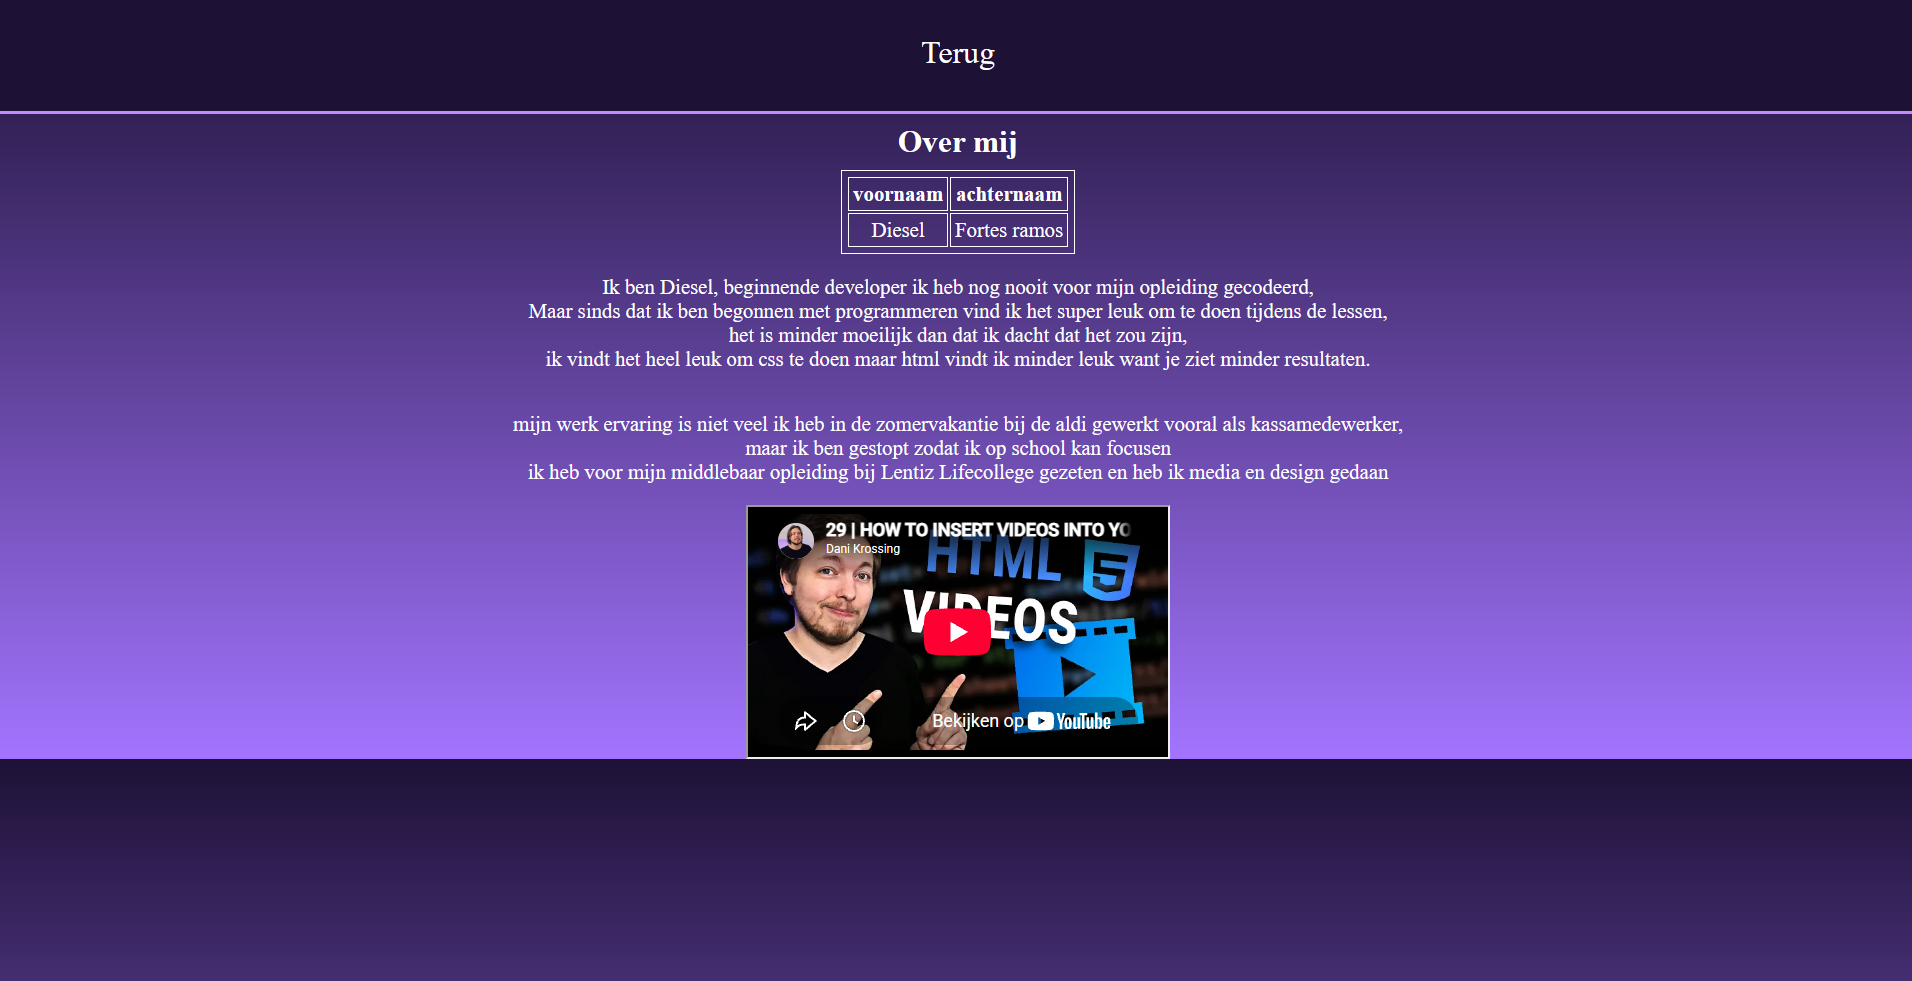 Terug
Over mij
voornaam achternaam
Diesel Fortes ramos
Ik ben Diesel, beginnende developer ik heb nog nooit voor mijn opleiding gecodeerd,
Maar sinds dat ik ben begonnen met programmeren vind ik het super leuk om te doen tijdens de lessen,
het is minder moeilijk dan dat ik dacht dat het zou zijn,
ik vindt het heel leuk om css te doen maar html vindt ik minder leuk want je ziet minder resultaten.
mijn werk ervaring is niet veel ik heb in de zomervakantie bij de aldi gewerkt vooral als kassamedewerker,
maar ik ben gestopt zodat ik op school kan focusen
ik heb voor mijn middlebaar opleiding bij Lentiz Lifecollege gezeten en heb ik media en design gedaan
29 | HOW TO INSERT VIDEOS INTO YO
Dani Krossing
HTML 5
VIDEOS
Bekijken op YouTube